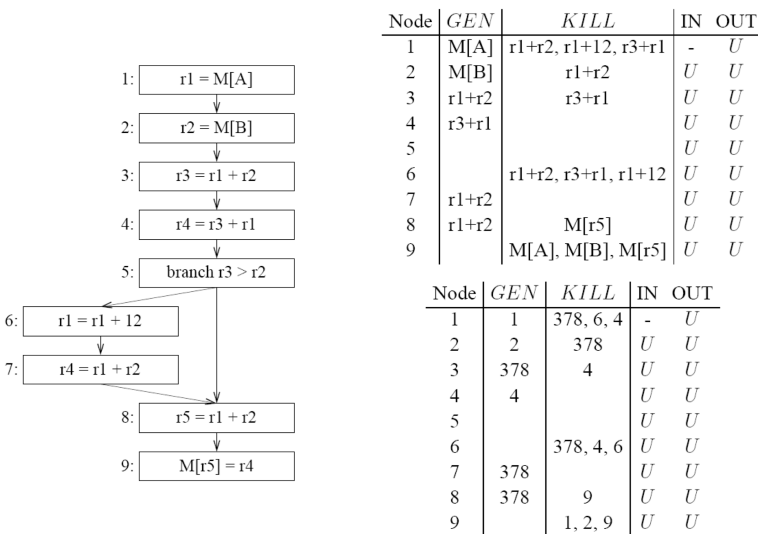 1: r1 = M[A]
2: r2 = M[B]
3: r3 = r1 + r2
4: r4 = r3 + r1
5: branch r3 > r2
6: r1 = r1 + 12
7: r4 = r1 + r2
8: r5 = r1 + r2
9: M[r5] = r4
Node GEN KILL IN OUT
1 M[A] r1+r2, r1+12, r3+r1 - U
2 M[B] r1+r2 U U
3 r1+r2 r3+r1 U U
4 r3+r1 U U
5 U U
6 r1+r2, r3+r1, r1+12 U U
7 r1+r2 U U
8 r1+r2 M[r5] U U
9 M[A], M[B], M[r5] U U
Node GEN KILL IN OUT
1 1 378, 6, 4 - U
2 2 378 U U
3 378 4 U U
4 4 U U
5 U U
6 378, 4, 6 U U
7 378 U U
8 378 9 U U
9 1, 2, 9 U U